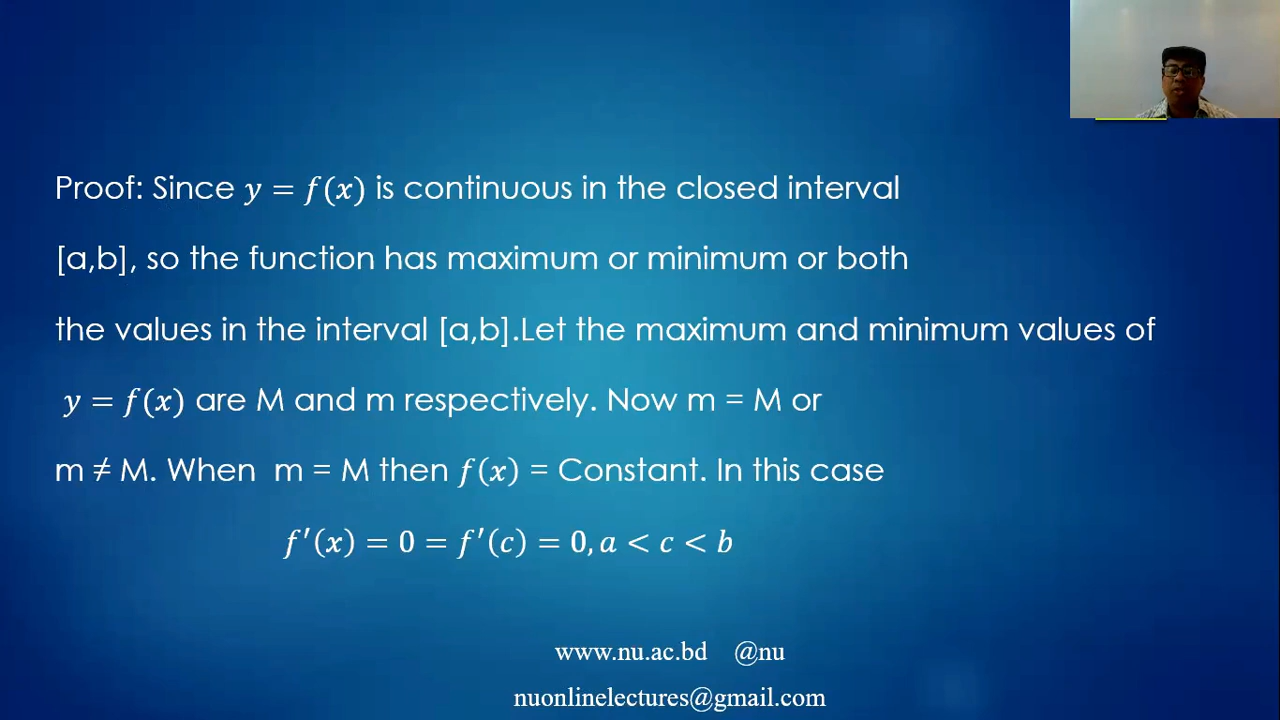 Proof: Since y = f(x) is continuous in the closed interval
[a,b], so the function has maximum or minimum or both
the values in the interval [a,b].Let the maximum and minimum values of
y = f(x) are M and m respectively. Now m = M or
m ≠ M. When m = M then f(x) = Constant. In this case
f′(x) = 0 = f′(c) = 0, a < c < b
www.nu.ac.bd @nu
nuonlinelectures@gmail.com